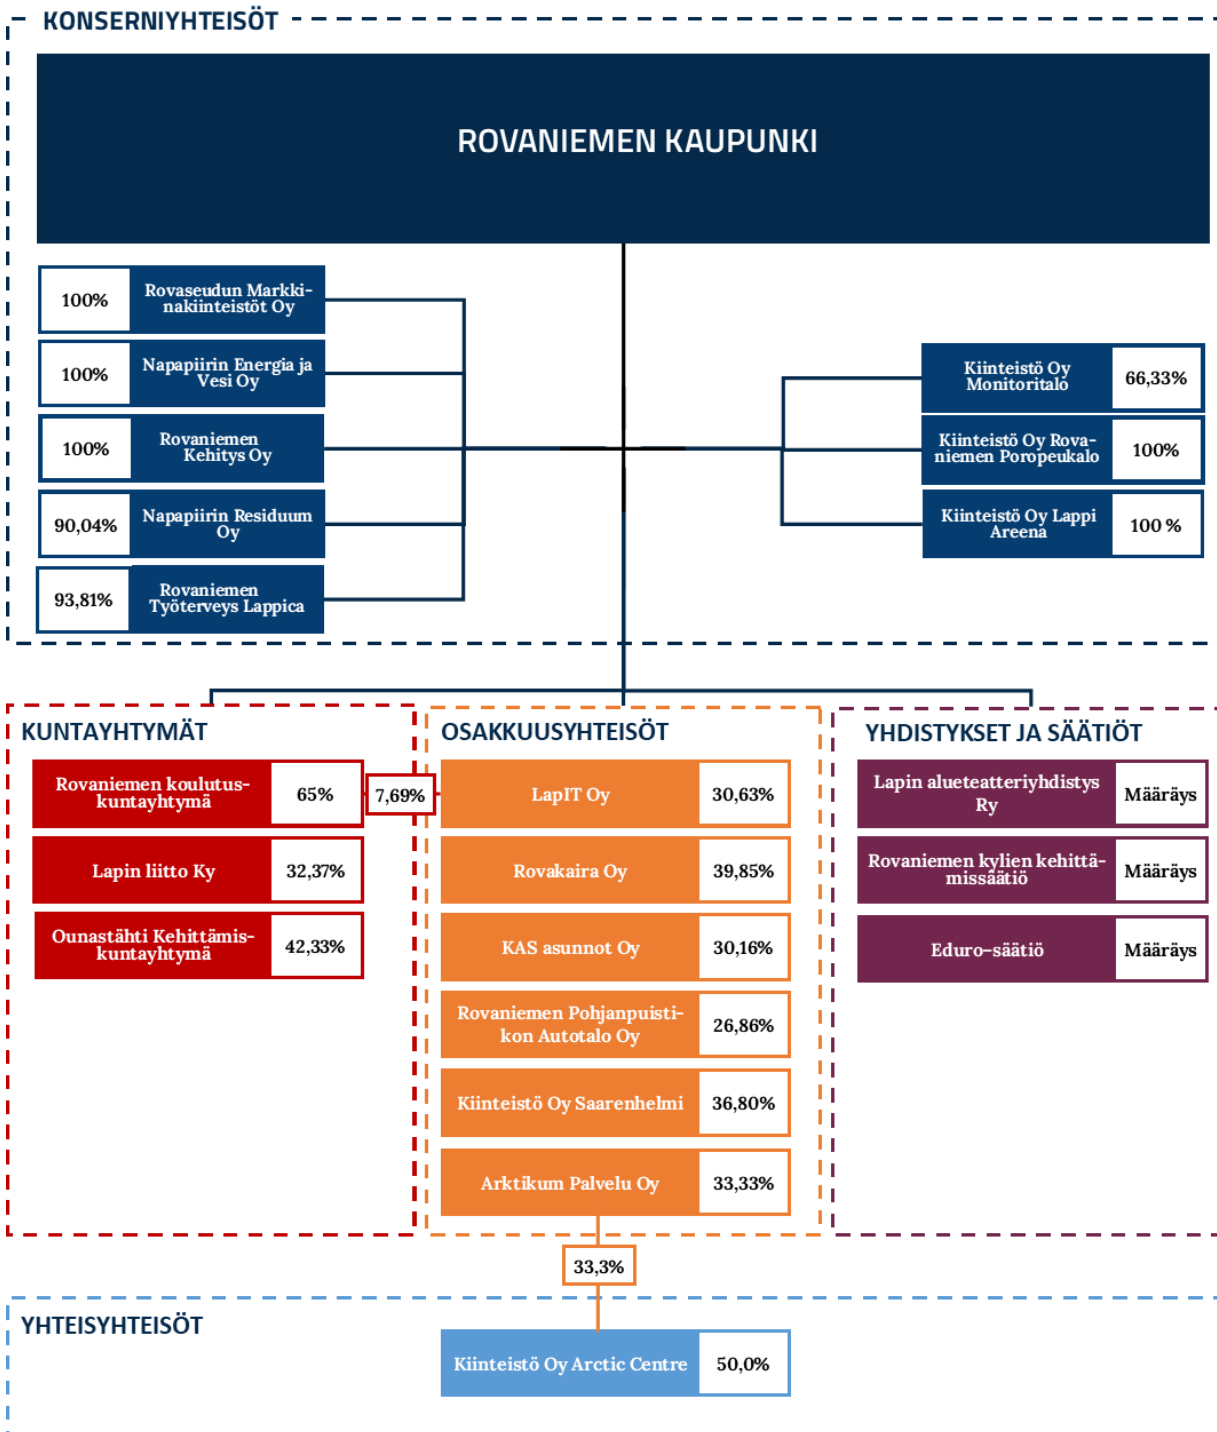 KONSERNIYHTEISÖT
ROVANIEMEN KAUPUNKI
100%
Rovaseudun Markki-
nakiinteistöt Oy
100%
Napapiirin Energia ja
Vesi Oy
100%
Rovaniemen
Kehitys Oy
90,04%
Napapiirin Residuum
Oy
93,81%
Rovaniemen
Työterveys Lappica
Kiinteistö Oy
Monitoritalo
66,33%
Kiinteistö Oy Rova-
niemen Poropeukalo
100%
Kiinteistö Oy Lappi
Areena
100 %
KUNTAYHTYMÄT
Rovaniemen koulutus-
kuntayhtymä
65%
7,69%
Lapin liitto Ky
32,37%
Ounastähti Kehittämis-
kuntayhtymä
42,33%
OSAKKUUSYHTEISÖT
LapIT Oy
30,63%
Rovakaira Oy
39,85%
KAS asunnot Oy
30,16%
Rovaniemen Pohjanpuisti-
kon Autotalo Oy
26,86%
Kiinteistö Oy Saarenhelmi
36,80%
Arktikum Palvelu Oy
33,33%
33,3%
YHDISTYKSET JA SÄÄTIÖT
Lapin alueteatteriyhdistys
Ry
Määräys
Rovaniemen kylien kehittä-
missäätiö
Määräys
Eduro-säätiö
Määräys
YHTEISYHTEISÖT
Kiinteistö Oy Arctic Centre
50,0%